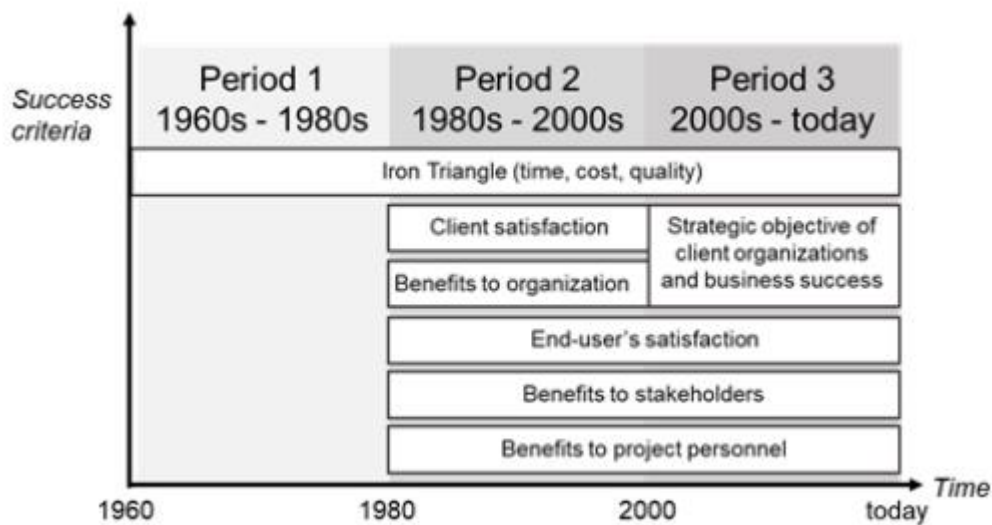 Success
criteria
Period 1
1960s - 1980s
Period 2
1980s - 2000s
Period 3
2000s - today
Iron Triangle (time, cost, quality)
Client satisfaction
Benefits to organization
Strategic objective of
client organizations
and business success
End-user's satisfaction
Benefits to stakeholders
Benefits to project personnel
Time
1960
1980
2000
today